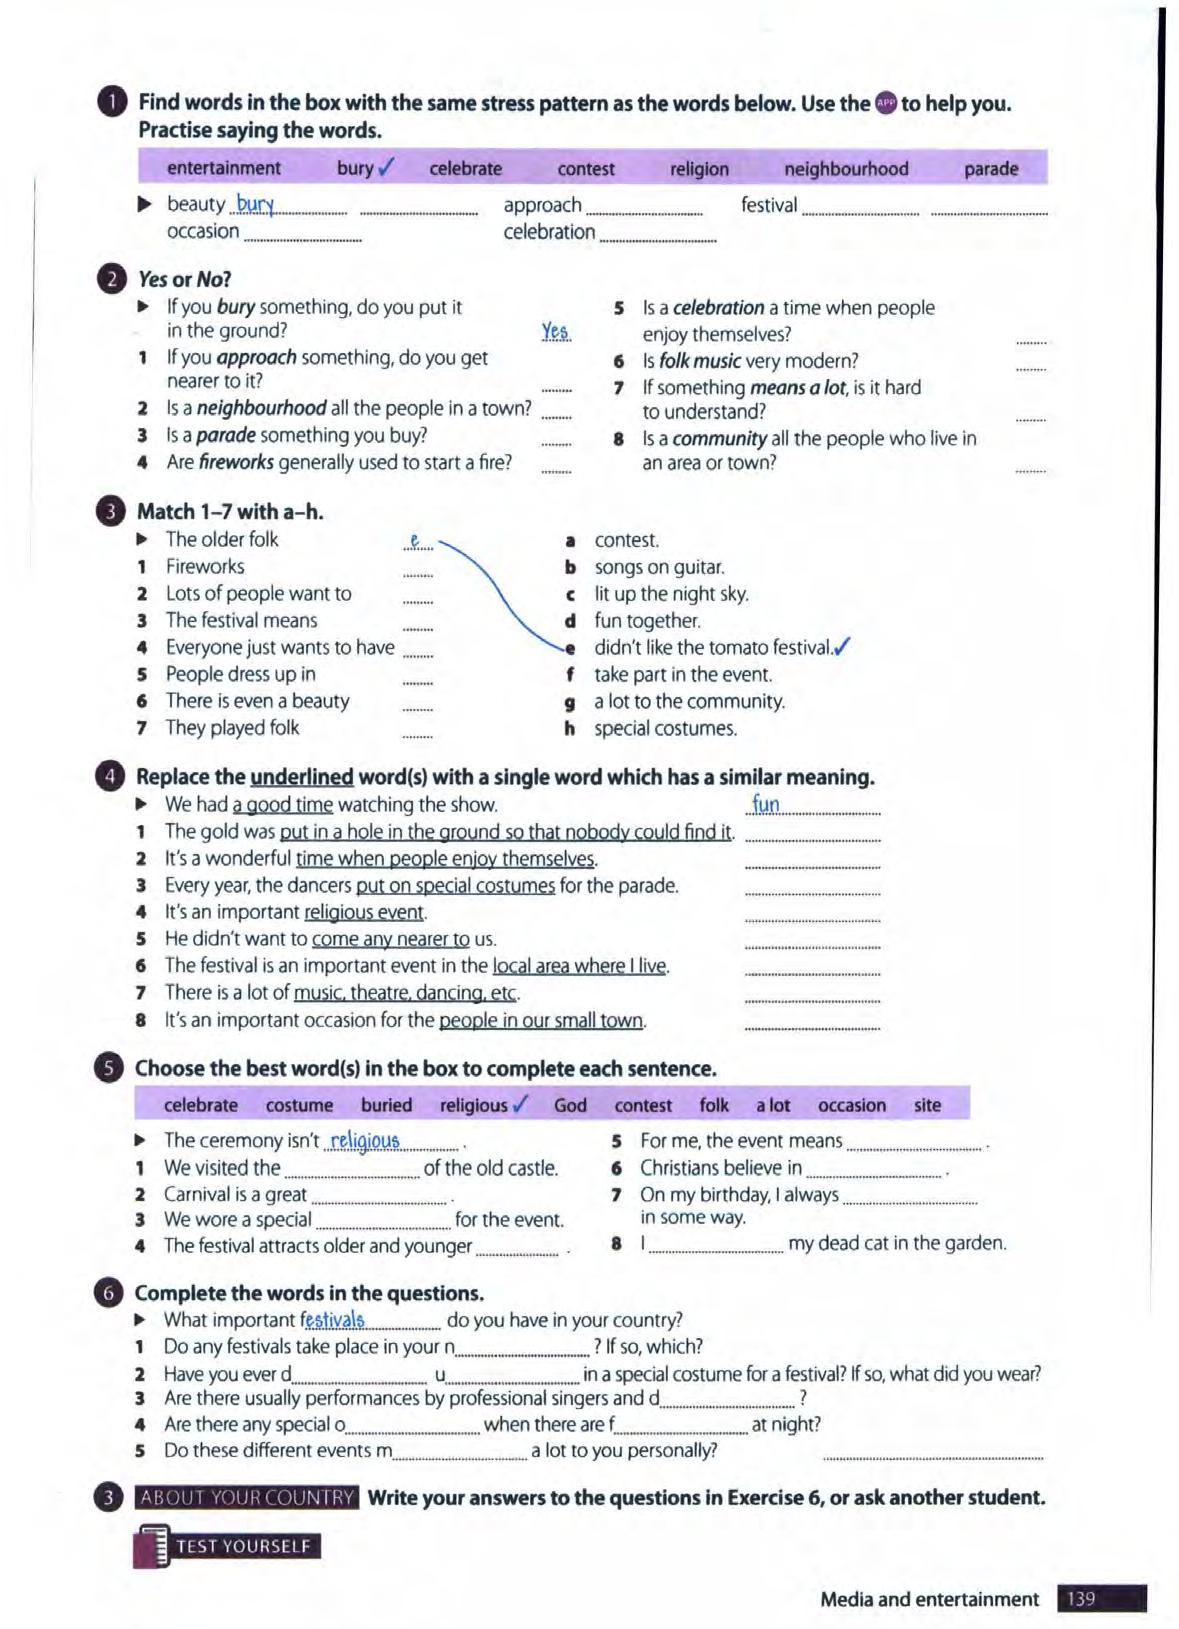 1 Find words in the box with the same stress pattern as the words below. Use the APP to help you.
Practise saying the words.
entertainment bury ✓ celebrate contest religion neighbourhood parade
▶ beauty bury ........ ........ approach ........ festival ........ ........
occasion ........ celebration ........
2 Yes or No?
▶ If you bury something, do you put it
in the ground? Yes
1 If you approach something, do you get
nearer to it? ........
2 Is a neighbourhood all the people in a town? ........
3 Is a parade something you buy? ........
4 Are fireworks generally used to start a fire? ........
5 Is a celebration a time when people
enjoy themselves? ........
6 Is folk music very modern? ........
7 If something means a lot, is it hard
to understand? ........
8 Is a community all the people who live in
an area or town? ........
3 Match 1–7 with a–h.
▶ The older folk e
1 Fireworks ........
2 Lots of people want to ........
3 The festival means ........
4 Everyone just wants to have ........
5 People dress up in ........
6 There is even a beauty ........
7 They played folk ........
a contest.
b songs on guitar.
c lit up the night sky.
d fun together.
e didn't like the tomato festival. ✓
f take part in the event.
g a lot to the community.
h special costumes.
4 Replace the underlined word(s) with a single word which has a similar meaning.
▶ We had a good time watching the show. fun
1 The gold was put in a hole in the ground so that nobody could find it. ........
2 It's a wonderful time when people enjoy themselves. ........
3 Every year, the dancers put on special costumes for the parade. ........
4 It's an important religious event. ........
5 He didn't want to come any nearer to us. ........
6 The festival is an important event in the local area where I live. ........
7 There is a lot of music, theatre, dancing, etc. ........
8 It's an important occasion for the people in our small town. ........
5 Choose the best word(s) in the box to complete each sentence.
celebrate costume buried religious ✓ God contest folk a lot occasion site
▶ The ceremony isn't religious ........ .
1 We visited the ........ of the old castle.
2 Carnival is a great ........ .
3 We wore a special ........ for the event.
4 The festival attracts older and younger ........ .
5 For me, the event means ........ .
6 Christians believe in ........ .
7 On my birthday, I always ........
in some way.
8 I ........ my dead cat in the garden.
6 Complete the words in the questions.
▶ What important festivals ........ do you have in your country?
1 Do any festivals take place in your n........ ? If so, which?
2 Have you ever d........ u........ in a special costume for a festival? If so, what did you wear?
3 Are there usually performances by professional singers and d........ ?
4 Are there any special o........ when there are f........ at night?
5 Do these different events m........ a lot to you personally? ........
3 ABOUT YOUR COUNTRY Write your answers to the questions in Exercise 6, or ask another student.
TEST YOURSELF
Media and entertainment 139